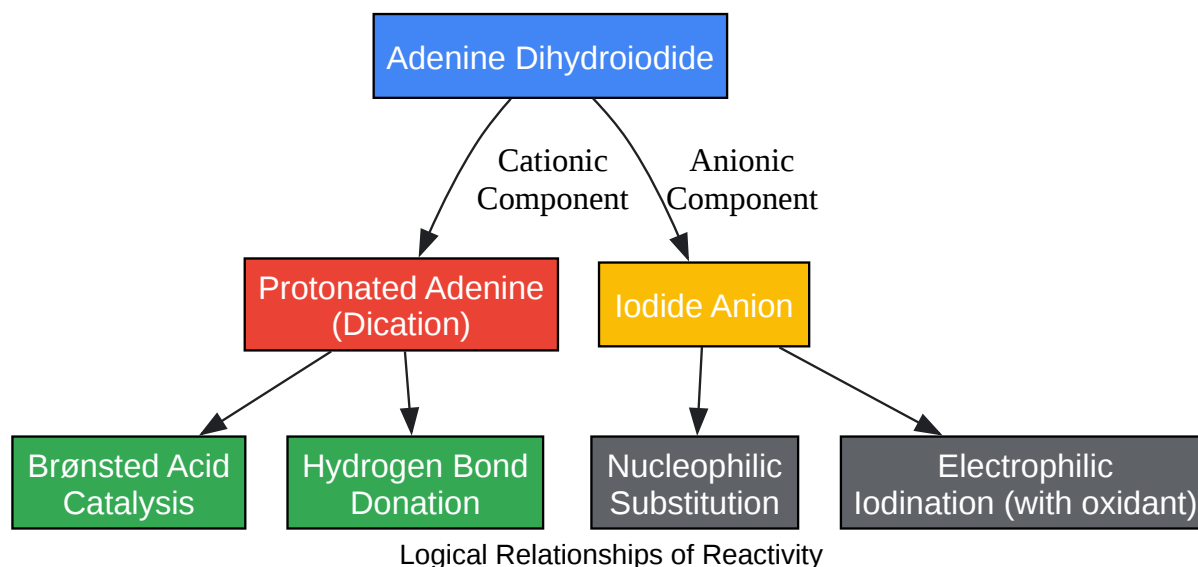 Adenine Dihydroiodide
Cationic
Component
Anionic
Component
Protonated Adenine
(Dication)
Iodide Anion
Brønsted Acid
Catalysis
Hydrogen Bond
Donation
Nucleophilic
Substitution
Electrophilic
Iodination (with oxidant)
Logical Relationships of Reactivity